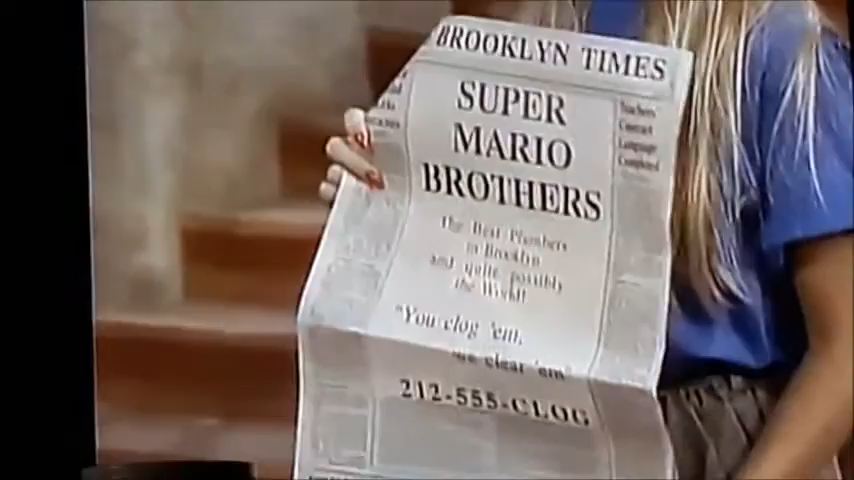 BROOKLYN TIMES
SUPER
MARIO
BROTHERS
Teachers
Contract
Language
Completed
The Best Plumbers
in Brooklyn
and quite possibly
the World!
"You clog 'em,
we clear 'em"
212-555-CLOG